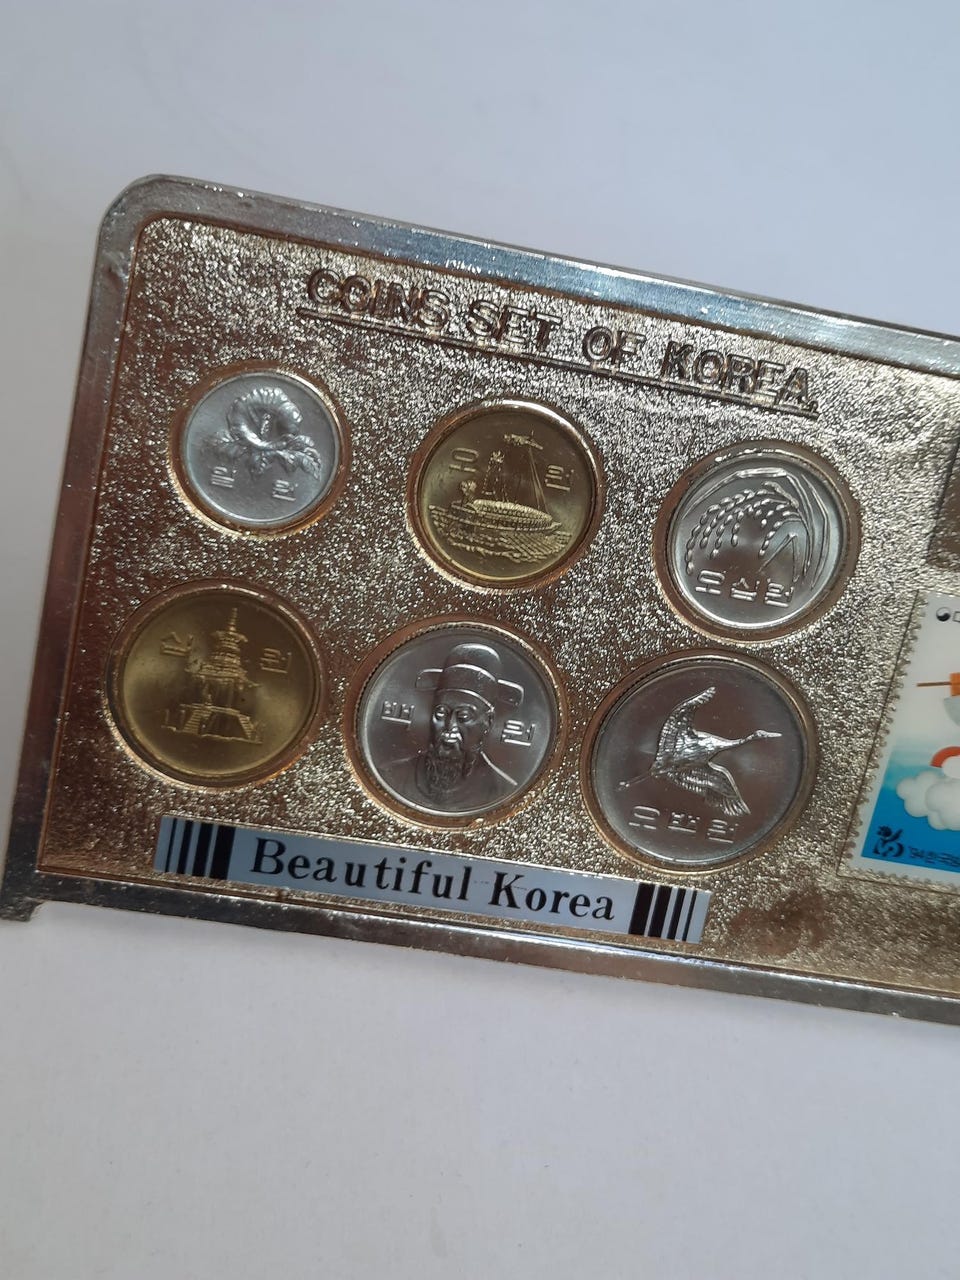 COINS SET OF KOREA
일 원
오 원
오십원
십 원
백 원
오백원
Beautiful Korea
'94